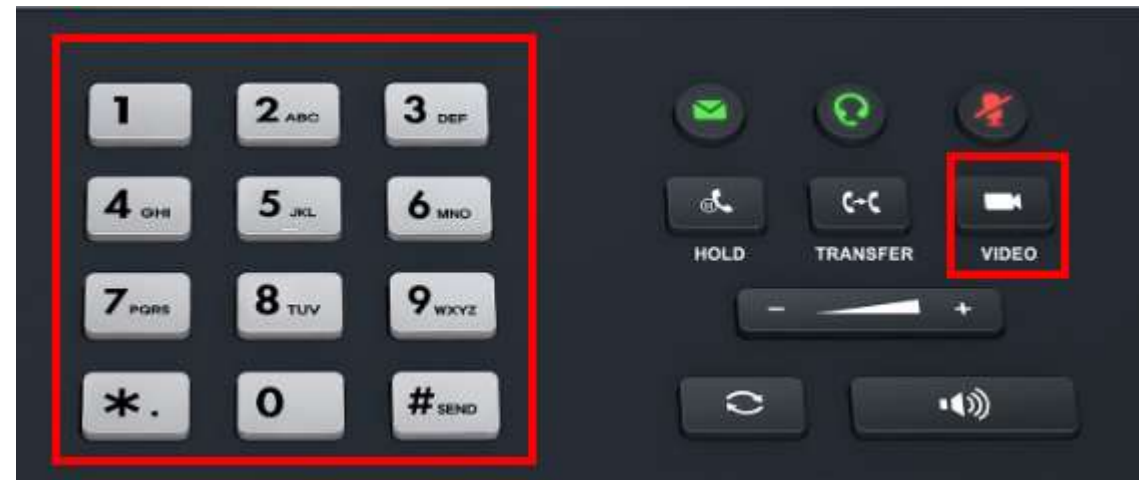 1 2 ABC 3 DEF
4 GHI 5 JKL 6 MNO
HOLD TRANSFER VIDEO
7 PQRS 8 TUV 9 WXYZ
- +
*. 0 # SEND